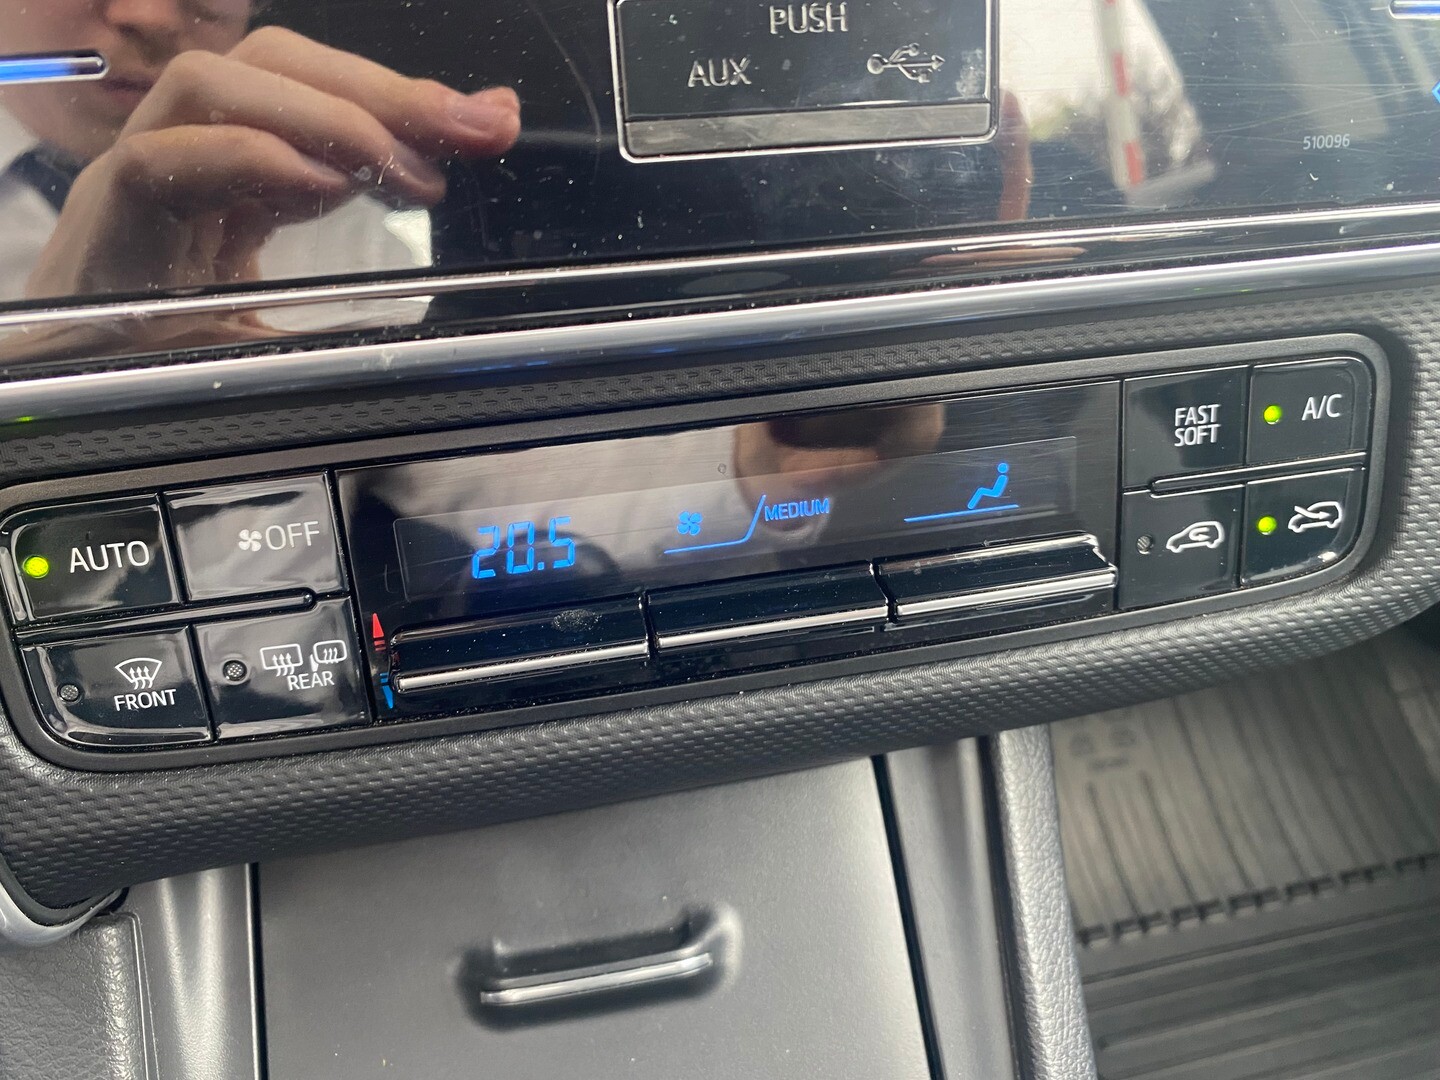 PUSH
AUX
510096
FAST
SOFT
A/C
20.5
MEDIUM
AUTO
OFF
FRONT
REAR